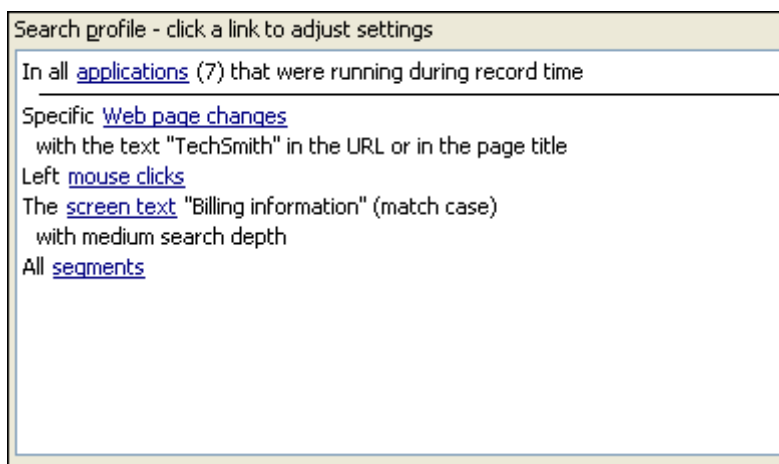 Search profile - click a link to adjust settings
In all applications (7) that were running during record time
Specific Web page changes
with the text "TechSmith" in the URL or in the page title
Left mouse clicks
The screen text "Billing information" (match case)
with medium search depth
All segments